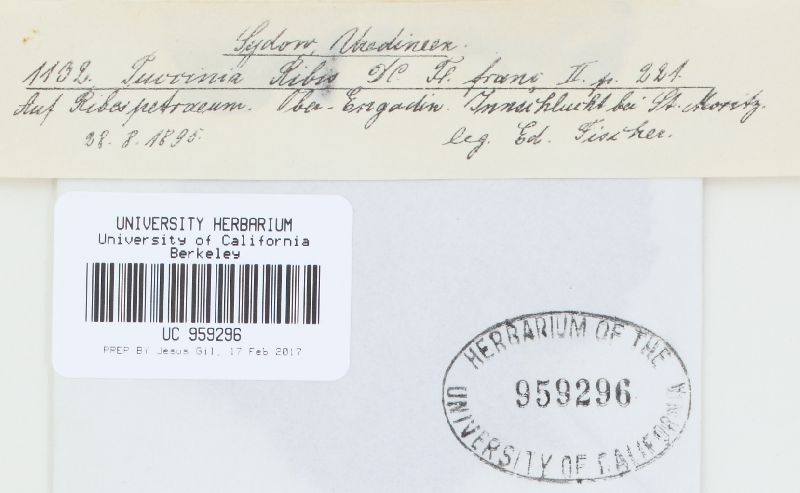 Sydow, Uredineen.
1132. Puccinia Ribis DC Fl. franc II. p. 221.
Auf Ribes petraeum. Ober-Engadin. Innschlucht bei St. Moritz.
28. 8. 1895. leg. Ed. Fischer.
UNIVERSITY HERBARIUM
University of California
Berkeley
UC 959296
PREP BY Jesus Gil, 17 Feb 2017
HERBARIUM OF THE
959296
UNIVERSITY OF CALIFORNIA